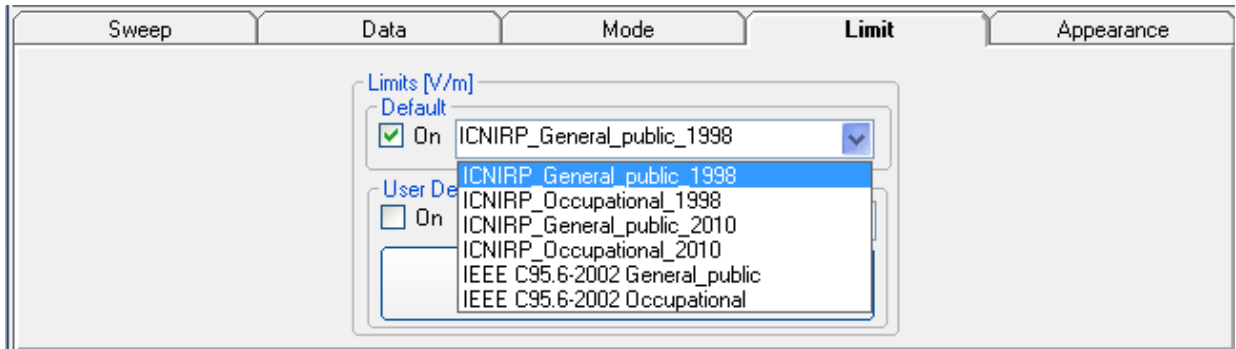 Sweep Data Mode Limit Appearance
Limits [V/m]
Default
On ICNIRP_General_public_1998
ICNIRP_General_public_1998
ICNIRP_Occupational_1998
ICNIRP_General_public_2010
ICNIRP_Occupational_2010
IEEE C95.6-2002 General_public
IEEE C95.6-2002 Occupational
User De
On